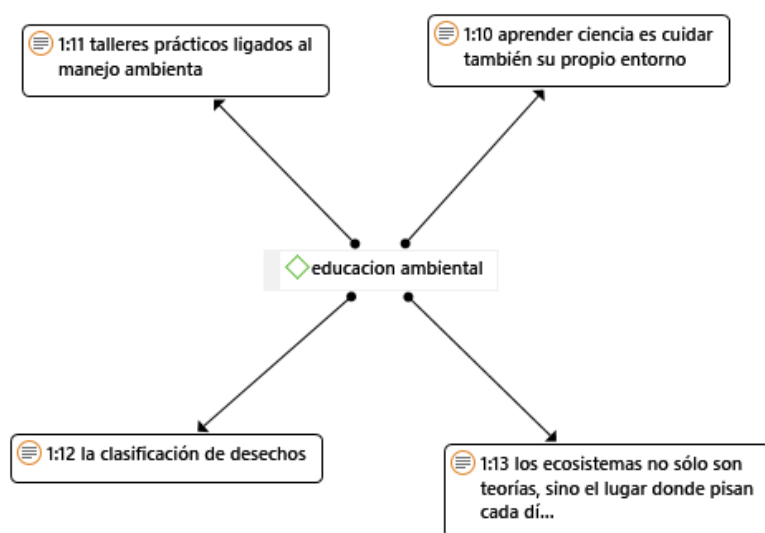 1:11 talleres prácticos ligados al
manejo ambienta
1:10 aprender ciencia es cuidar
también su propio entorno
educacion ambiental
1:12 la clasificación de desechos
1:13 los ecosistemas no sólo son
teorías, sino el lugar donde pisan
cada dí...